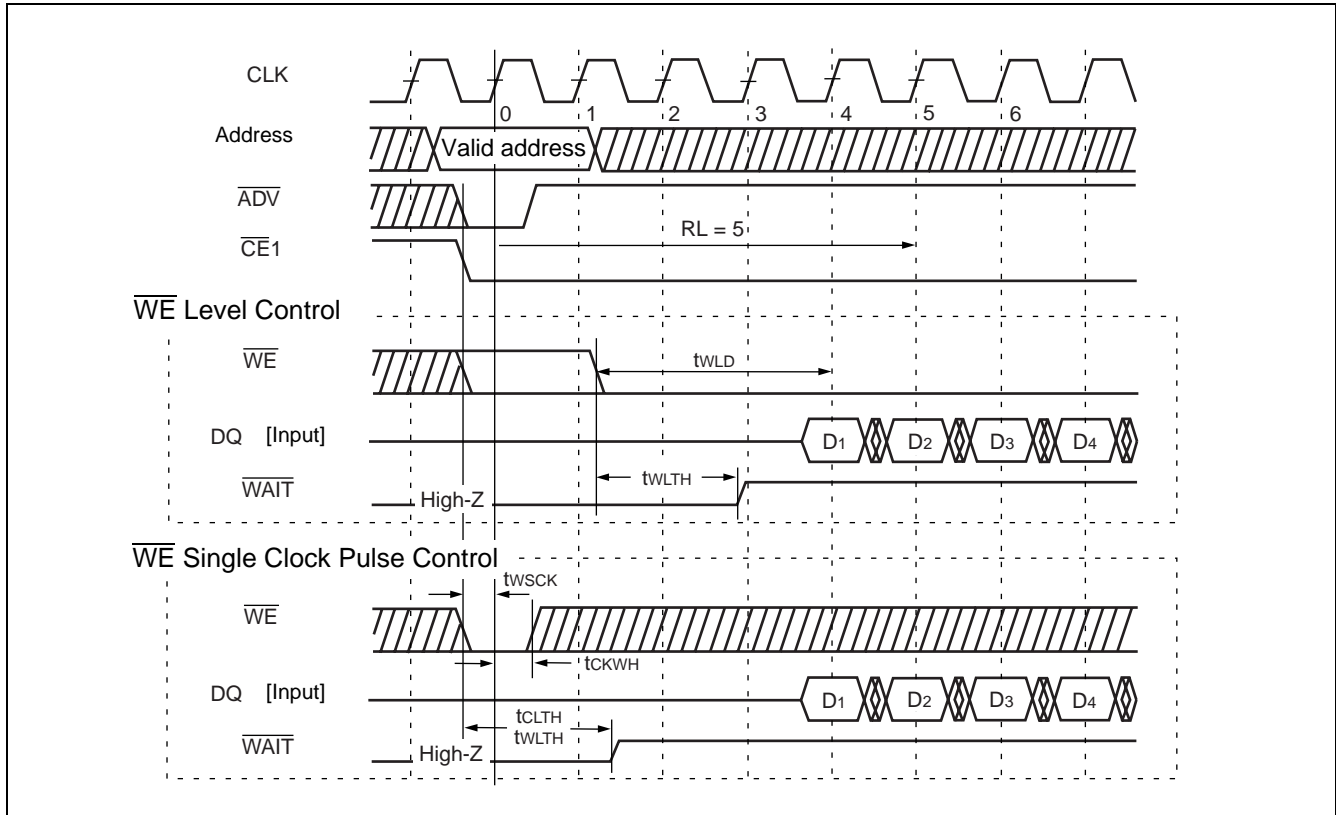 CLK
0 1 2 3 4 5 6
Address
Valid address
ADV
RL = 5
CE1
WE Level Control
WE
tWLD
DQ [Input]
D1 D2 D3 D4
tWLTH
WAIT
High-Z
WE Single Clock Pulse Control
tWSCK
WE
tCKWH
DQ [Input]
D1 D2 D3 D4
tCLTH
tWLTH
WAIT
High-Z